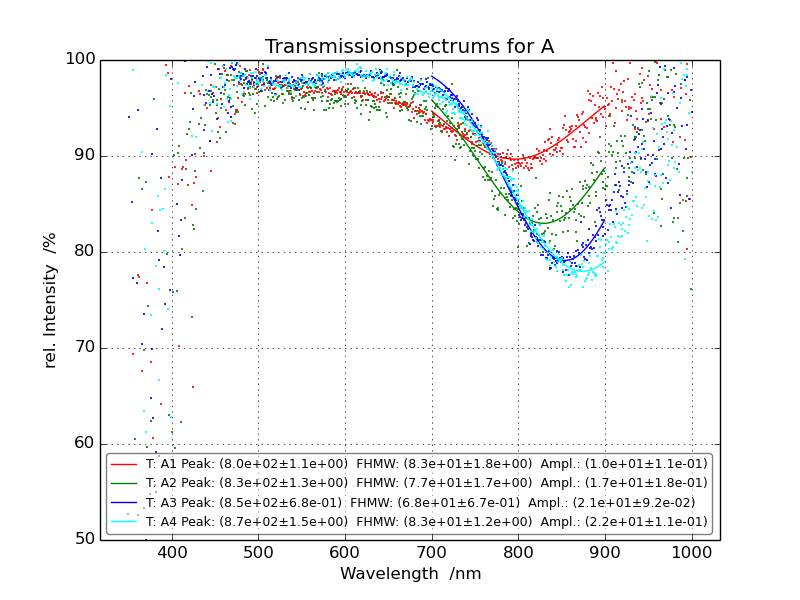 Transmissionspectrums for A
100
90
80
70
60
50
rel. Intensity /%
T: A1 Peak: (8.0e+02±1.1e+00) FHMW: (8.3e+01±1.8e+00) Ampl.: (1.0e+01±1.1e-01)
T: A2 Peak: (8.3e+02±1.3e+00) FHMW: (7.7e+01±1.7e+00) Ampl.: (1.7e+01±1.8e-01)
T: A3 Peak: (8.5e+02±6.8e-01) FHMW: (6.8e+01±6.7e-01) Ampl.: (2.1e+01±9.2e-02)
T: A4 Peak: (8.7e+02±1.5e+00) FHMW: (8.3e+01±1.2e+00) Ampl.: (2.2e+01±1.1e-01)
400 500 600 700 800 900 1000
Wavelength /nm